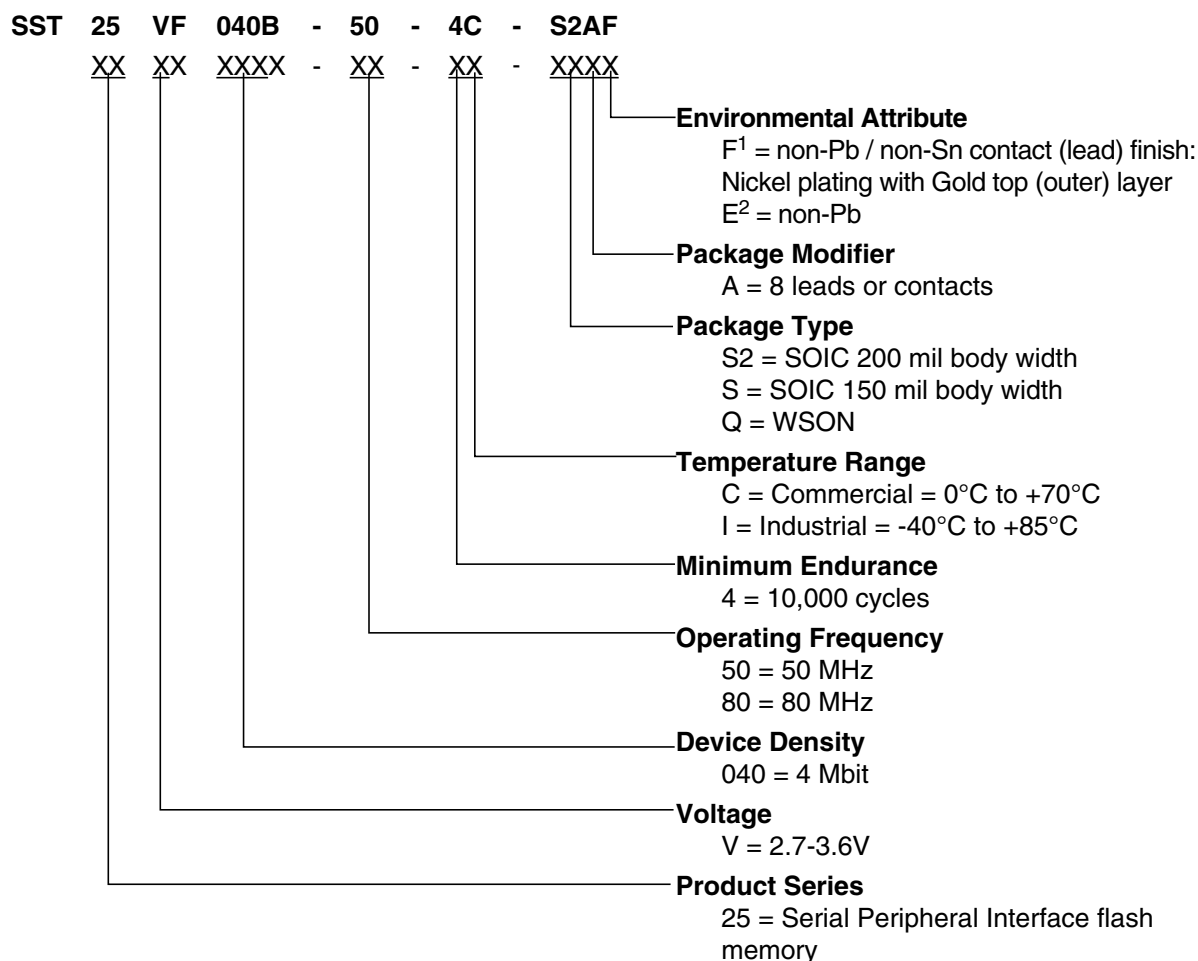 SST 25 VF 040B - 50 - 4C - S2AF
XX XX XXXX - XX - XX - XXXX
Environmental Attribute
F1 = non-Pb / non-Sn contact (lead) finish:
Nickel plating with Gold top (outer) layer
E2 = non-Pb
Package Modifier
A = 8 leads or contacts
Package Type
S2 = SOIC 200 mil body width
S = SOIC 150 mil body width
Q = WSON
Temperature Range
C = Commercial = 0°C to +70°C
I = Industrial = -40°C to +85°C
Minimum Endurance
4 = 10,000 cycles
Operating Frequency
50 = 50 MHz
80 = 80 MHz
Device Density
040 = 4 Mbit
Voltage
V = 2.7-3.6V
Product Series
25 = Serial Peripheral Interface flash
memory